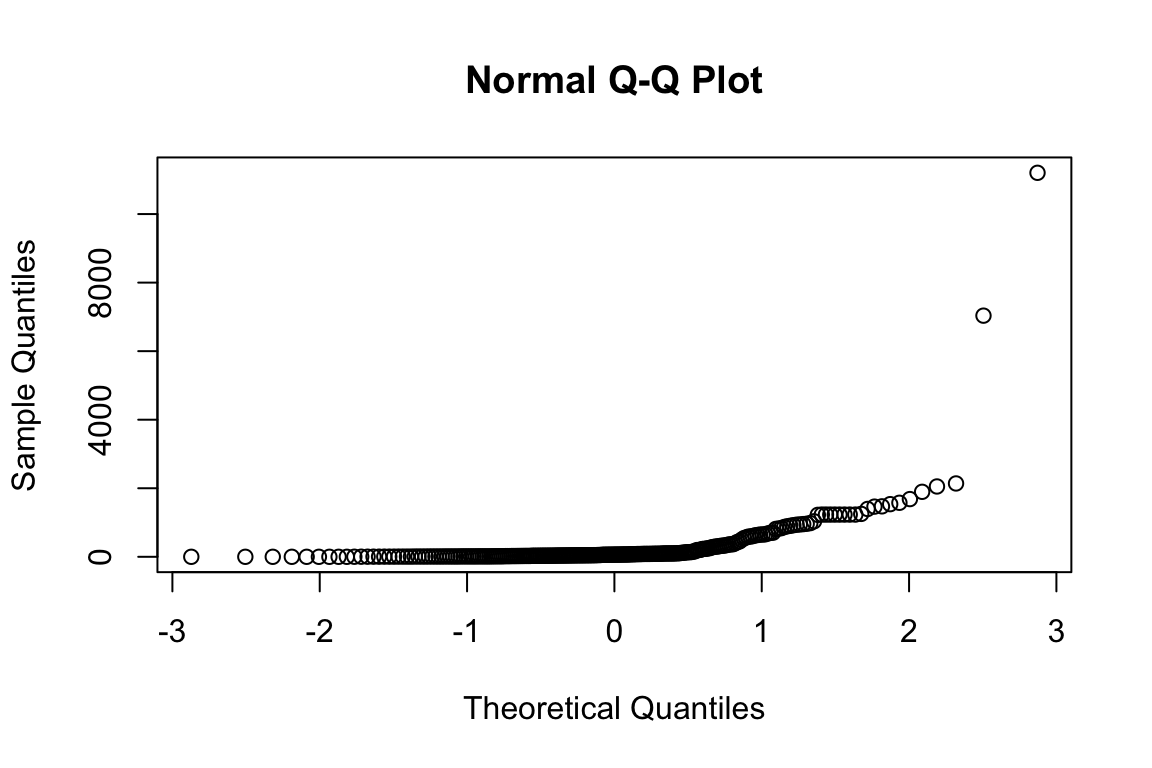 Normal Q-Q Plot
Sample Quantiles
8000
4000
0
-3 -2 -1 0 1 2 3
Theoretical Quantiles